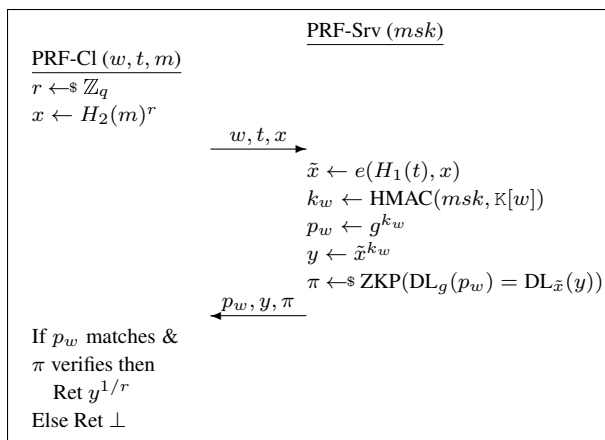 PRF-Srv (msk)
PRF-Cl (w, t, m)
r ←$ ℤ_q
x ← H_2(m)^r
w, t, x
x̃ ← e(H_1(t), x)
k_w ← HMAC(msk, K[w])
p_w ← g^{k_w}
y ← x̃^{k_w}
π ←$ ZKP(DL_g(p_w) = DL_x̃(y))
p_w, y, π
If p_w matches &
π verifies then
Ret y^{1/r}
Else Ret ⊥